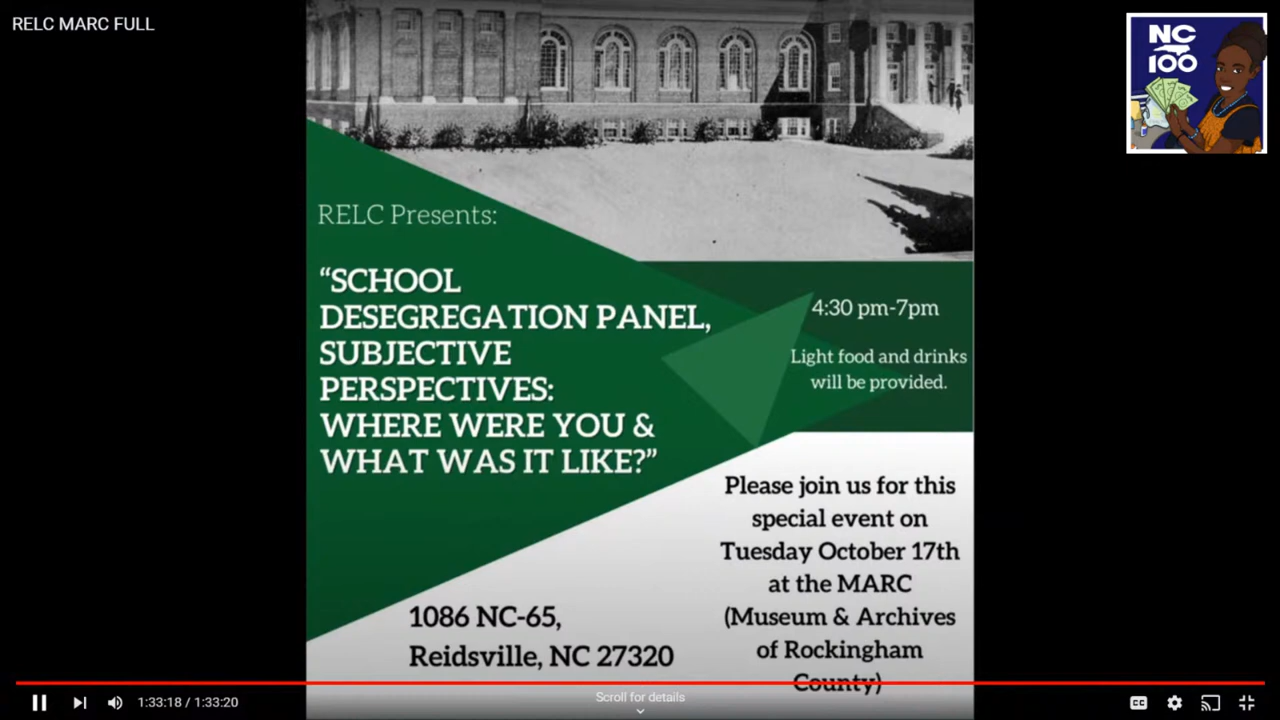 RELC MARC FULL
NC
100
RELC Presents:
“SCHOOL
DESEGREGATION PANEL,
SUBJECTIVE
PERSPECTIVES:
WHERE WERE YOU &
WHAT WAS IT LIKE?”
4:30 pm-7pm
Light food and drinks
will be provided.
Please join us for this
special event on
Tuesday October 17th
at the MARC
(Museum & Archives
of Rockingham
County)
1086 NC-65,
Reidsville, NC 27320
1:33:18 / 1:33:20
Scroll for details
CC